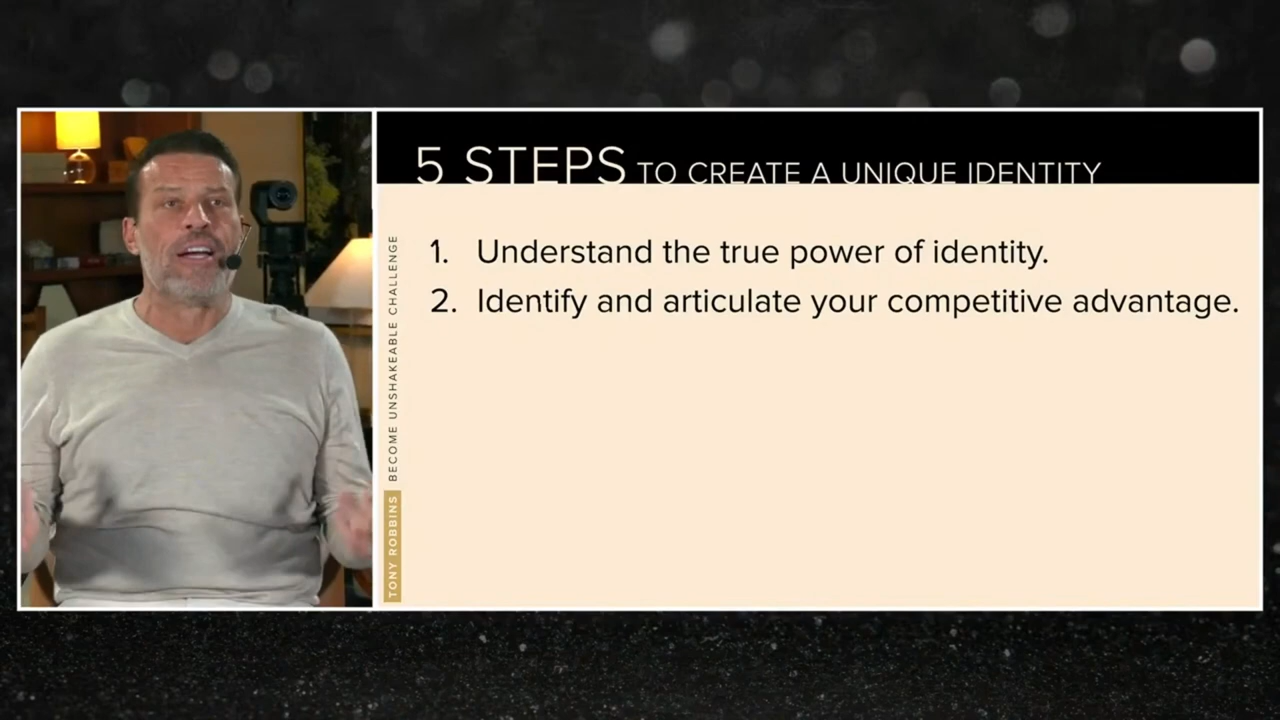 5 STEPS TO CREATE A UNIQUE IDENTITY
1. Understand the true power of identity.
2. Identify and articulate your competitive advantage.
TONY ROBBINS BECOME UNSHAKEABLE CHALLENGE